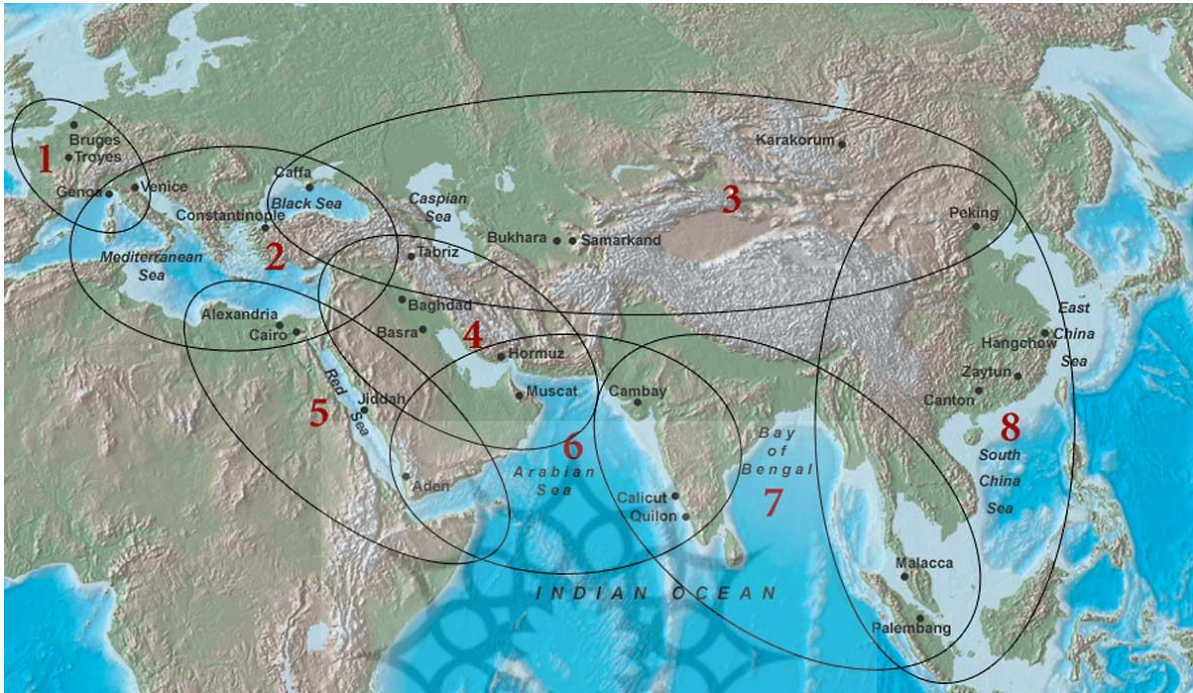 Karakorum
Bruges
1
Troyes
Caffa
Genoa
Venice
3
Black Sea
Caspian
Sea
Constantinople
Peking
Bukhara
Samarkand
2
Mediterranean
Sea
Tabriz
Baghdad
Alexandria
East
China
Sea
Basra
4
Cairo
Hangchow
Hormuz
Red
Sea
Zaytun
Muscat
Cambay
Canton
Jiddah
5
8
Bay
of
Bengal
6
Arabian
Sea
South
China
Sea
Aden
Calicut
7
Quilon
Malacca
INDIAN OCEAN
Palembang